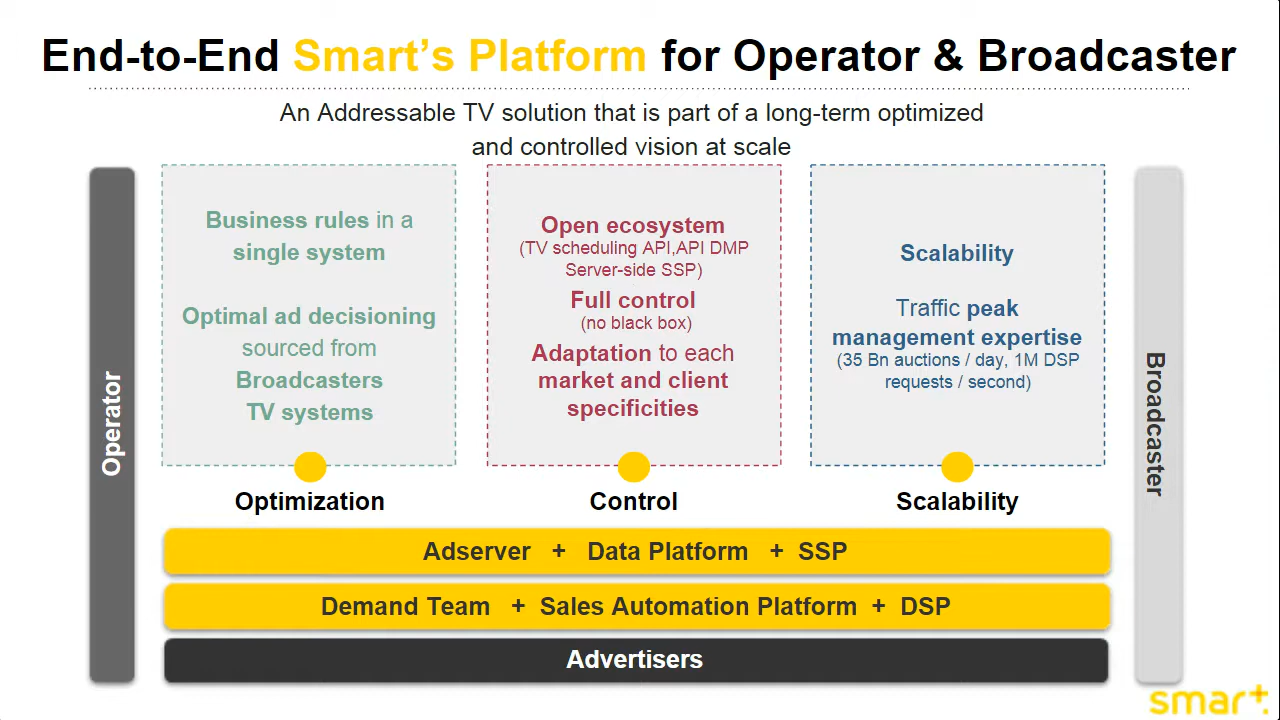 End-to-End Smart’s Platform for Operator & Broadcaster
An Addressable TV solution that is part of a long-term optimized
and controlled vision at scale
Operator
Business rules in a
single system
Optimal ad decisioning
sourced from
Broadcasters
TV systems
Optimization
Open ecosystem
(TV scheduling API,API DMP
Server-side SSP)
Full control
(no black box)
Adaptation to each
market and client
specificities
Control
Scalability
Traffic peak
management expertise
(35 Bn auctions / day, 1M DSP
requests / second)
Scalability
Broadcaster
Adserver + Data Platform + SSP
Demand Team + Sales Automation Platform + DSP
Advertisers
smart.